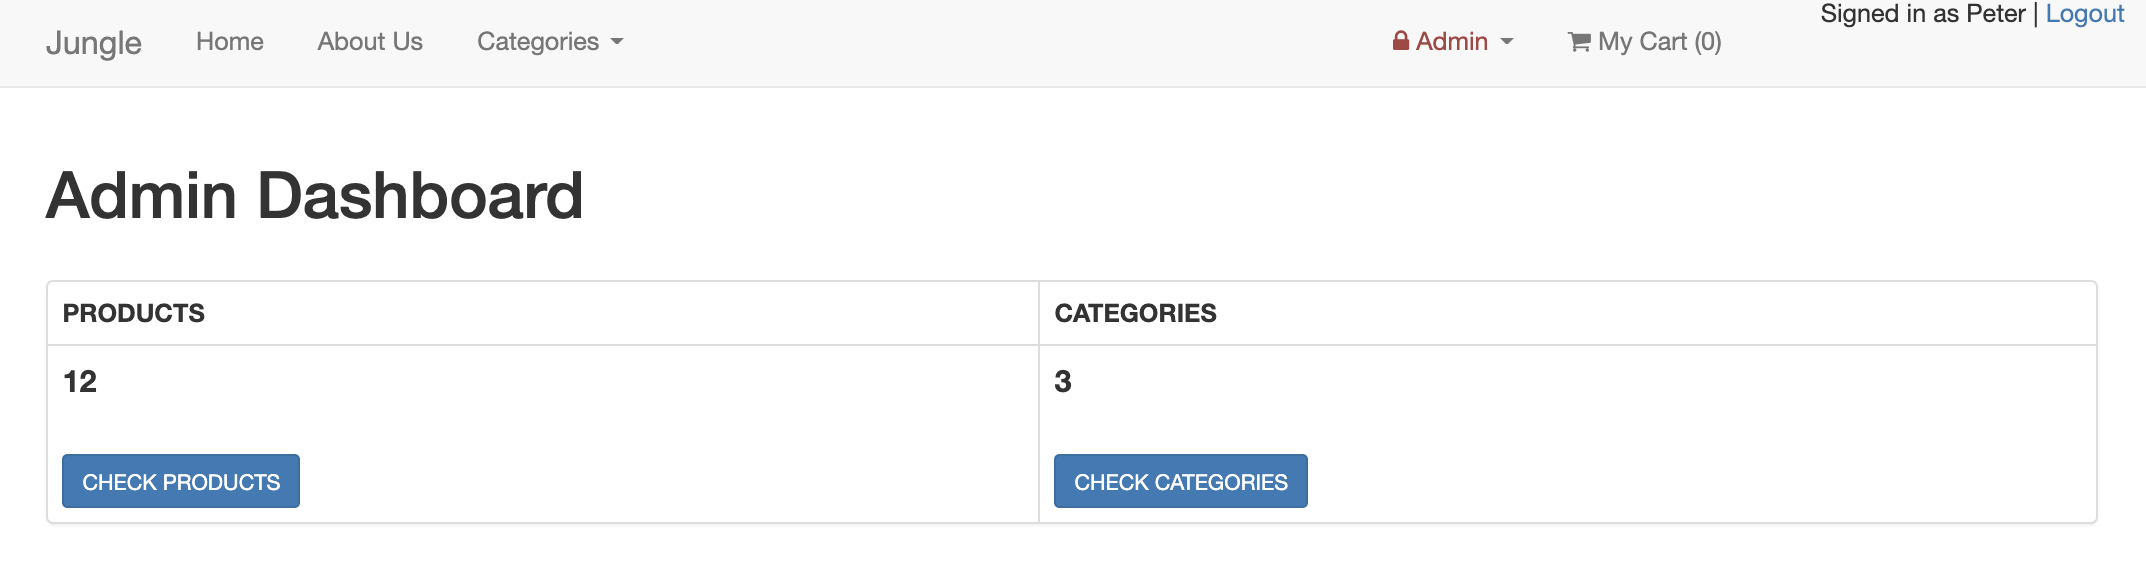 Signed in as Peter | Logout
Jungle Home About Us Categories Admin My Cart (0)
Admin Dashboard
PRODUCTS CATEGORIES
12 3
CHECK PRODUCTS CHECK CATEGORIES